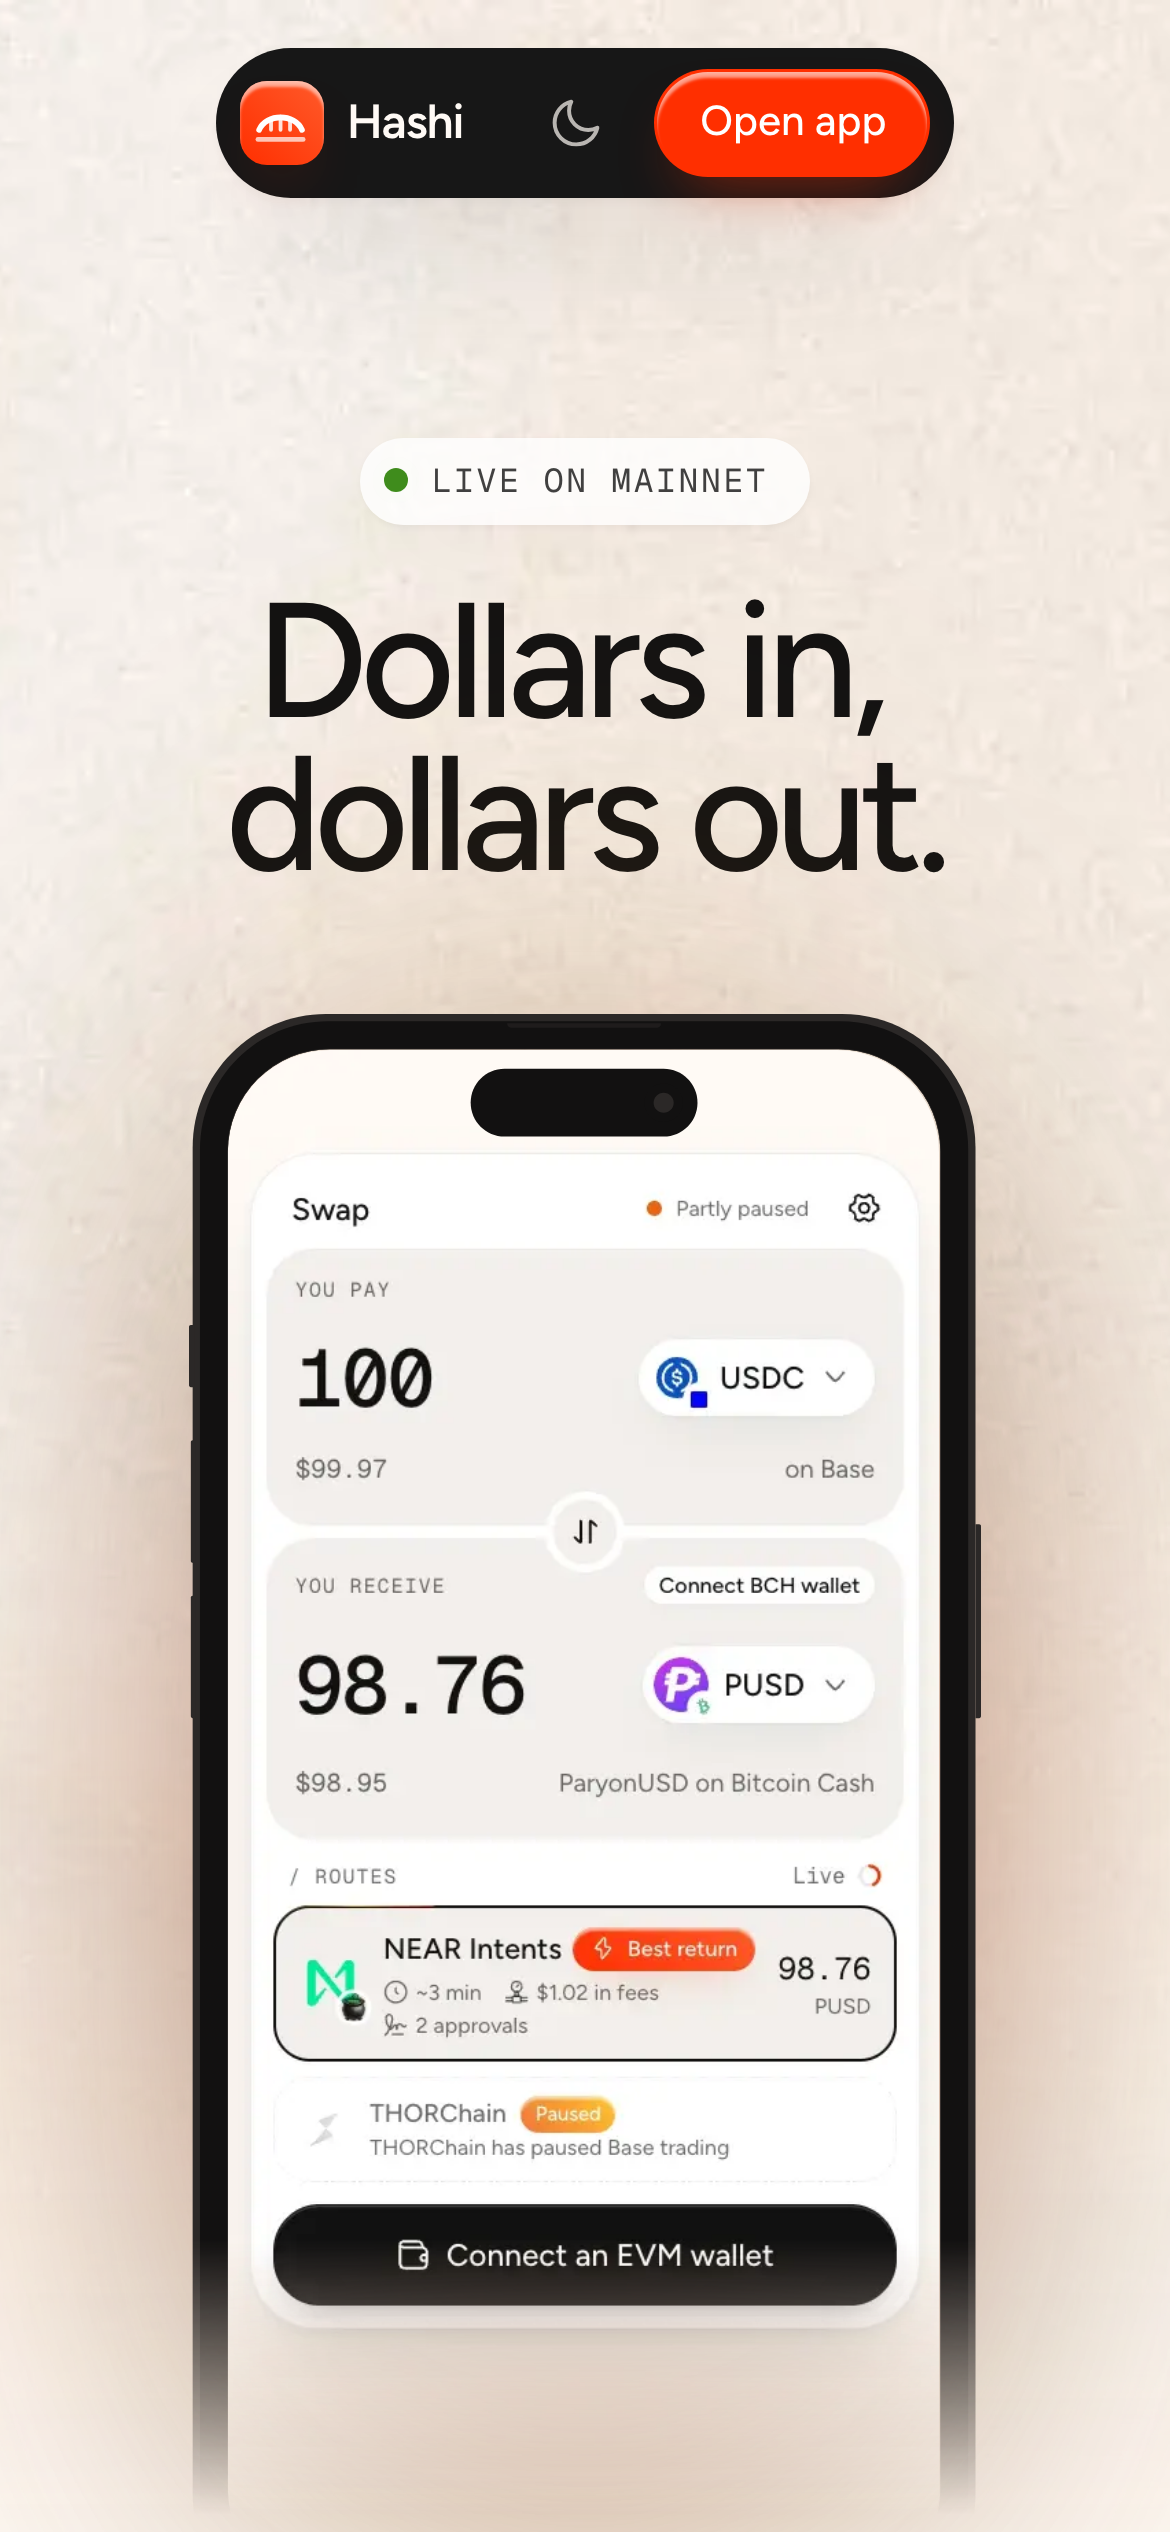 Hashi
Open app
LIVE ON MAINNET
Dollars in,
dollars out.
Swap
Partly paused
YOU PAY
100
USDC
$99.97
on Base
YOU RECEIVE
Connect BCH wallet
98.76
PUSD
$98.95
ParyonUSD on Bitcoin Cash
/ ROUTES
Live
NEAR Intents
Best return
98.76
~3 min
$1.02 in fees
PUSD
2 approvals
THORChain
Paused
THORChain has paused Base trading
Connect an EVM wallet